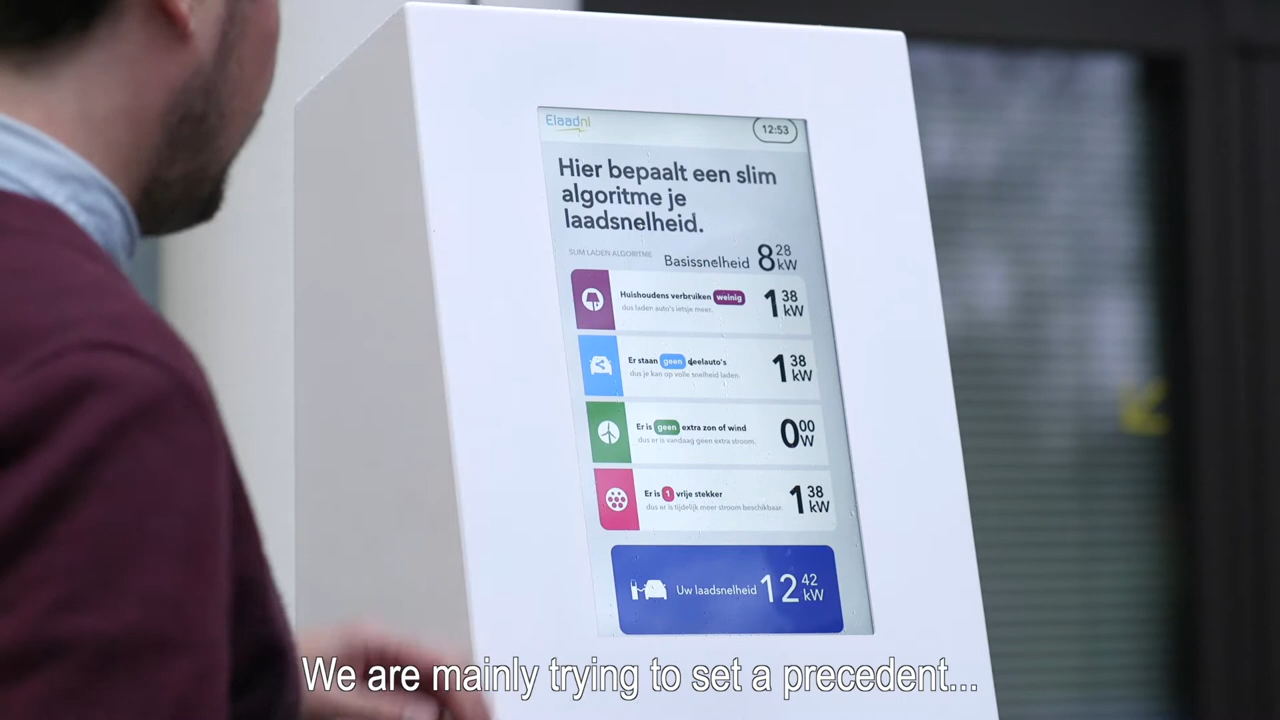 Elaadnl
12:53
Hier bepaalt een slim
algoritme je
laadsnelheid.
SLIM LADEN ALGORITME
Basissnelheid 8 28 kW
Huishoudens verbruiken weinig
dus laden auto's ietsje meer.
1 38 kW
Er staan geen deelauto's
dus je kan op volle snelheid laden.
1 38 kW
Er is geen extra zon of wind
dus er is vandaag geen extra stroom.
0 00 W
Er is 1 vrije stekker
dus er is tijdelijk meer stroom beschikbaar.
1 38 kW
Uw laadsnelheid 12 42 kW
We are mainly trying to set a precedent...